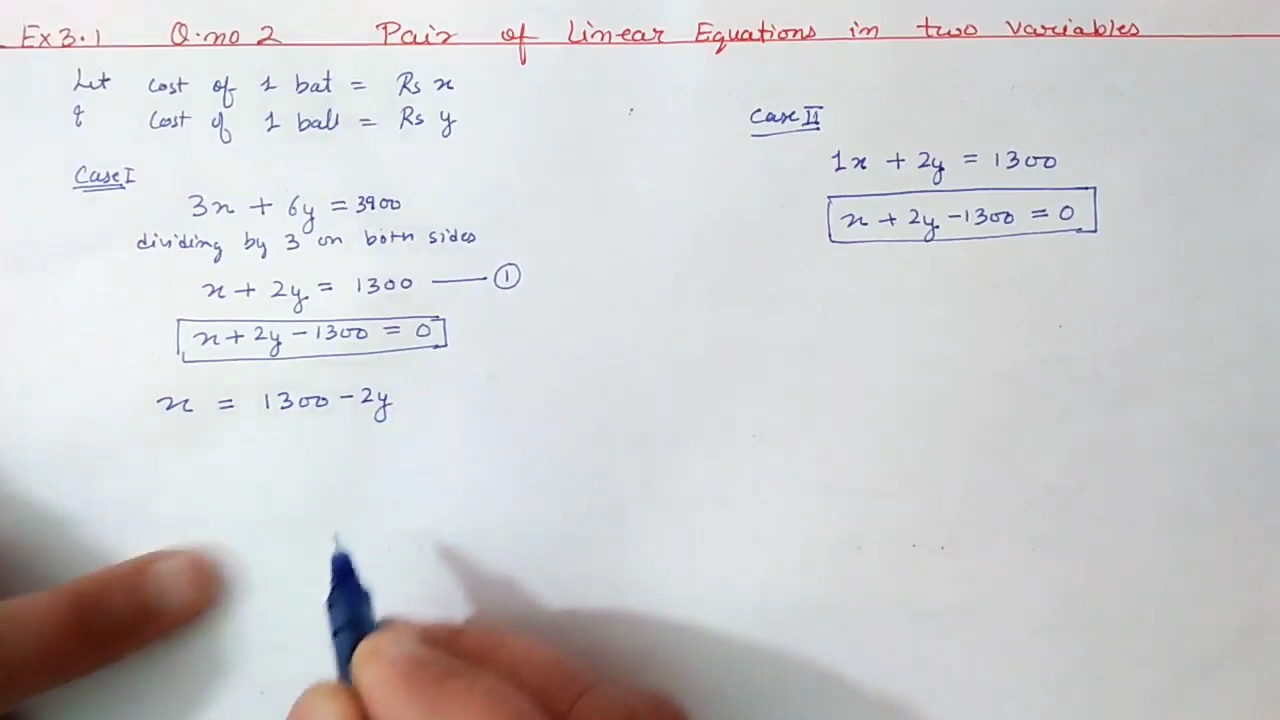 Ex 3.1 Q.no 2 Pair of Linear Equations in two variables
Let cost of 1 bat = Rs x
& cost of 1 ball = Rs y
Case I
3x + 6y = 3900
dividing by 3 on both sides
x + 2y = 1300 —— ①
x + 2y - 1300 = 0
x = 1300 - 2y
Case II
1x + 2y = 1300
x + 2y - 1300 = 0